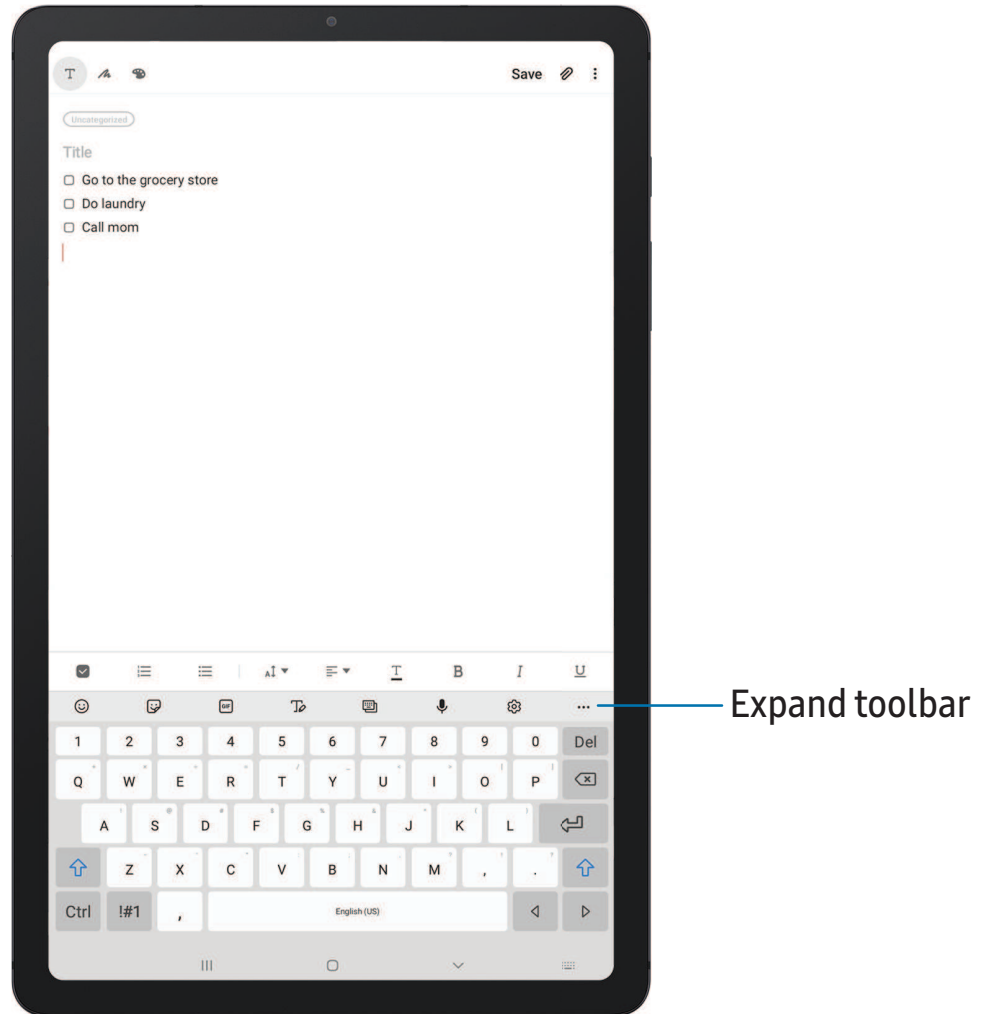 T Save
Uncategorized
Title
Go to the grocery store
Do laundry
Call mom
A T B I U
GIF T
Expand toolbar
1 2 3 4 5 6 7 8 9 0 Del
Q W E R T Y U I O P
A S D F G H J K L
Z X C V B N M , .
Ctrl !#1 , English (US)